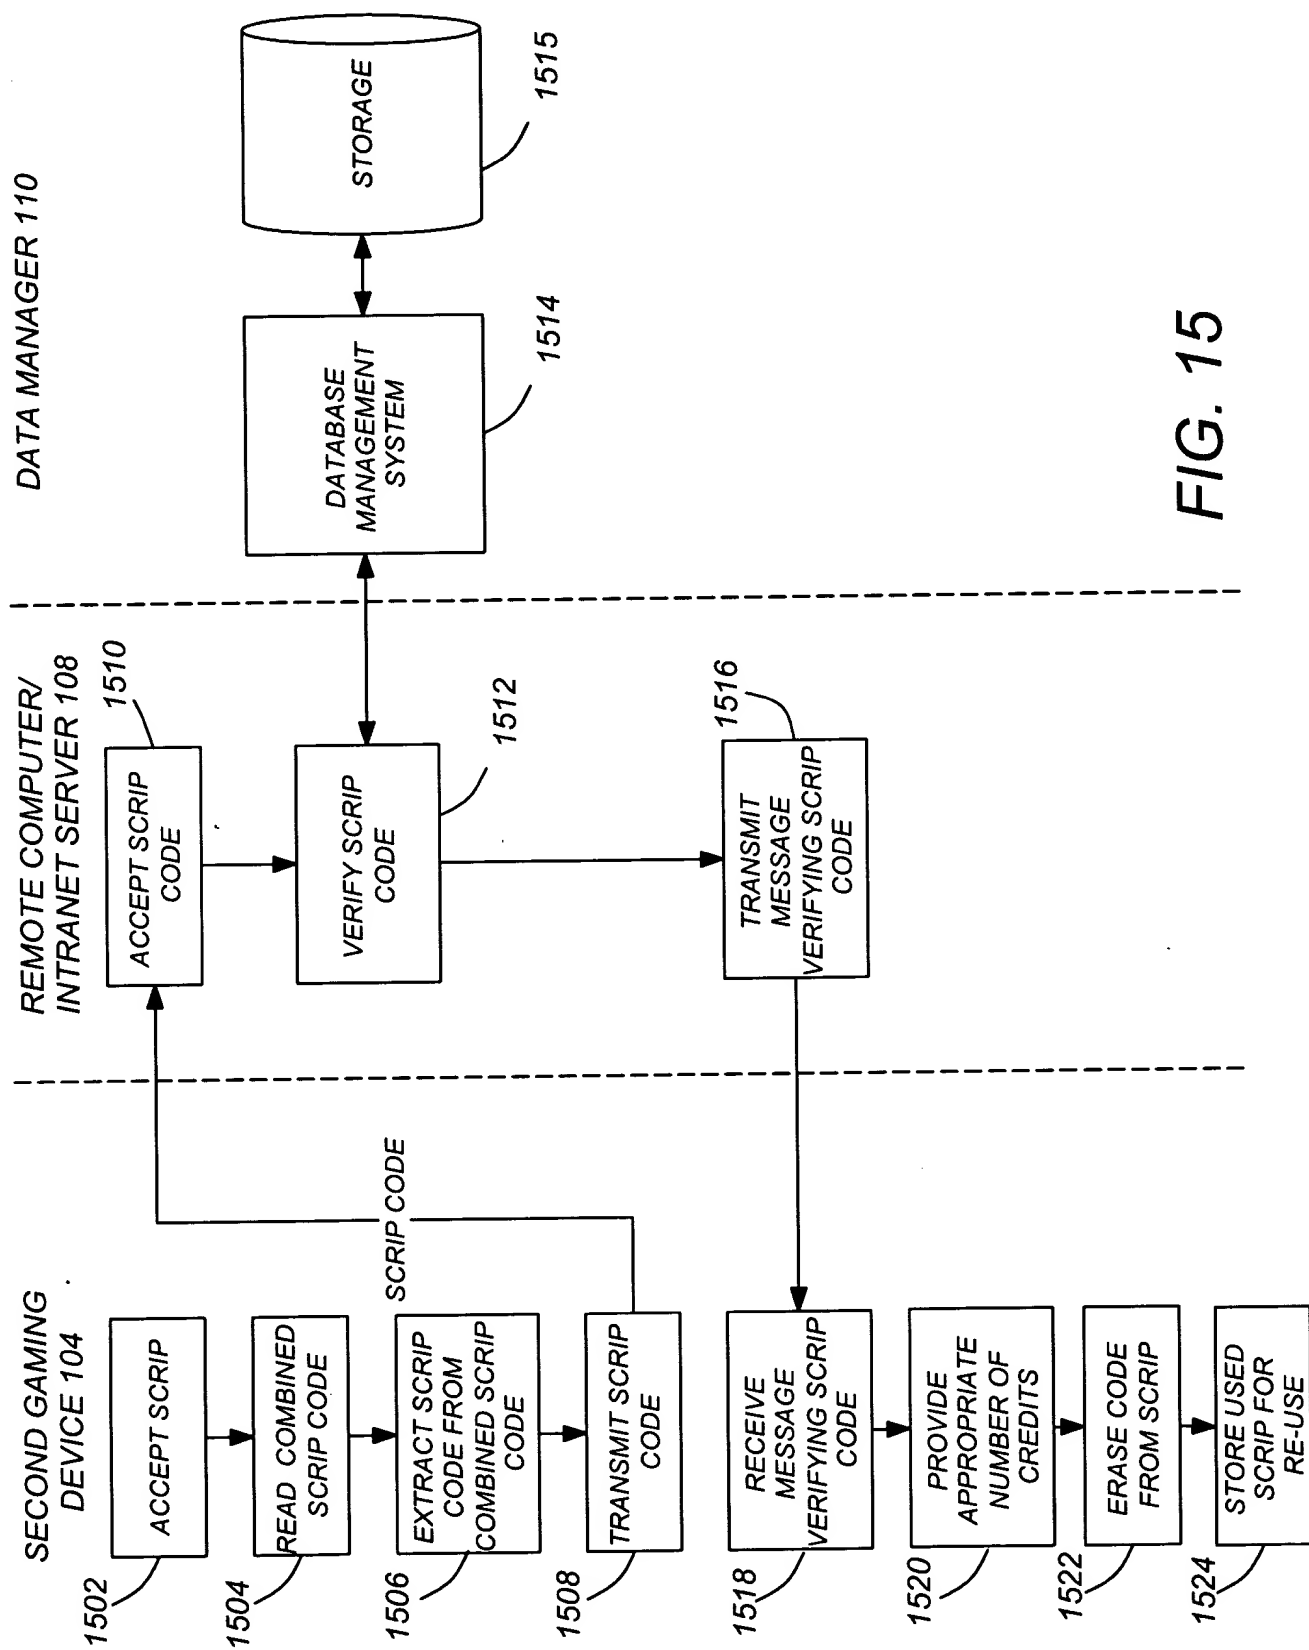 SECOND GAMING
DEVICE 104
1502
ACCEPT SCRIP
1504
READ COMBINED
SCRIP CODE
1506
EXTRACT SCRIP
CODE FROM
COMBINED SCRIP
CODE
1508
TRANSMIT SCRIP
CODE
SCRIP CODE
1518
RECEIVE
MESSAGE
VERIFYING SCRIP
CODE
1520
PROVIDE
APPROPRIATE
NUMBER OF
CREDITS
1522
ERASE CODE
FROM SCRIP
1524
STORE USED
SCRIP FOR
RE-USE
REMOTE COMPUTER/
INTRANET SERVER 108
1510
ACCEPT SCRIP
CODE
1512
VERIFY SCRIP
CODE
1516
TRANSMIT
MESSAGE
VERIFYING SCRIP
CODE
DATA MANAGER 110
DATABASE
MANAGEMENT
SYSTEM
1514
STORAGE
1515
FIG. 15